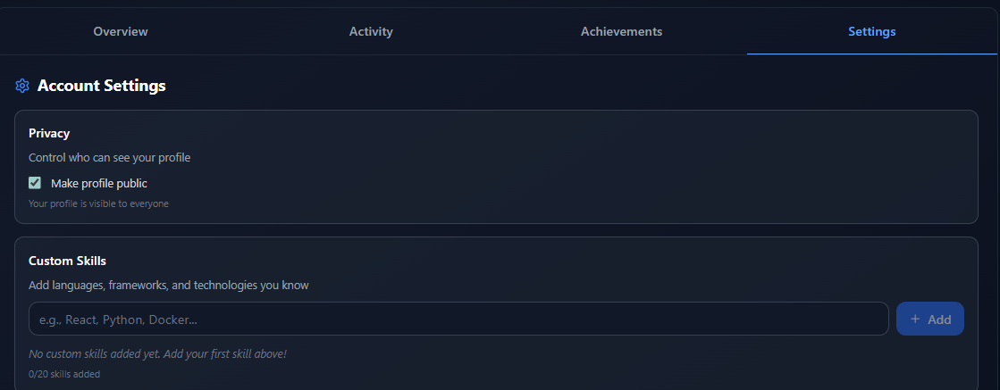 Overview Activity Achievements Settings
Account Settings
Privacy
Control who can see your profile
Make profile public
Your profile is visible to everyone
Custom Skills
Add languages, frameworks, and technologies you know
e.g., React, Python, Docker...
+ Add
No custom skills added yet. Add your first skill above!
0/20 skills added